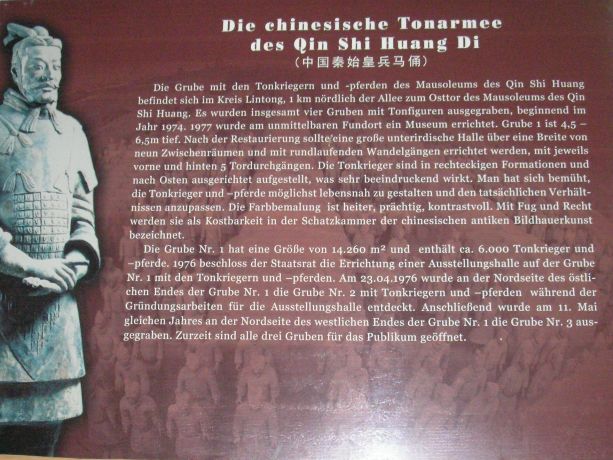 Die chinesische Tonarmee
des Qin Shi Huang Di
(中国秦始皇兵马俑)
Die Grube mit den Tonkriegern und -pferden des Mausoleums des Qin Shi Huang
befindet sich im Kreis Lintong, 1 km nördlich der Allee zum Osttor des Mausoleums des Qin
Shi Huang. Es wurden insgesamt vier Gruben mit Tonfiguren ausgegraben, beginnend im
Jahr 1974. 1977 wurde am unmittelbaren Fundort ein Museum errichtet. Grube 1 ist 4,5 –
6,5m tief. Nach der Restaurierung sollte eine große unterirdische Halle über eine Breite von
neun Zwischenräumen und mit rundlaufenden Wandelgängen errichtet werden, mit jeweils
vorne und hinten 5 Tordurchgängen. Die Tonkrieger sind in rechteckigen Formationen und
nach Osten ausgerichtet aufgestellt, was sehr beeindruckend wirkt. Man hat sich bemüht,
die Tonkrieger und –pferde möglichst lebensnah zu gestalten und den tatsächlichen Verhält-
nissen anzupassen. Die Farbbemalung ist heiter, prächtig, kontrastvoll. Mit Fug und Recht
werden sie als Kostbarkeit in der Schatzkammer der chinesischen antiken Bildhauerkunst
bezeichnet.
Die Grube Nr. 1 hat eine Größe von 14.260 m² und enthält ca. 6.000 Tonkrieger und
–pferde. 1976 beschloss der Staatsrat die Errichtung einer Ausstellungshalle auf der Grube
Nr. 1 mit den Tonkriegern und –pferden. Am 23.04.1976 wurde an der Nordseite des östli-
chen Endes der Grube Nr. 1 die Grube Nr. 2 mit Tonkriegern und –pferden während der
Gründungsarbeiten für die Ausstellungshalle entdeckt. Anschließend wurde am 11. Mai
gleichen Jahres an der Nordseite des westlichen Endes der Grube Nr. 1 die Grube Nr. 3 aus-
gegraben. Zurzeit sind alle drei Gruben für das Publikum geöffnet.